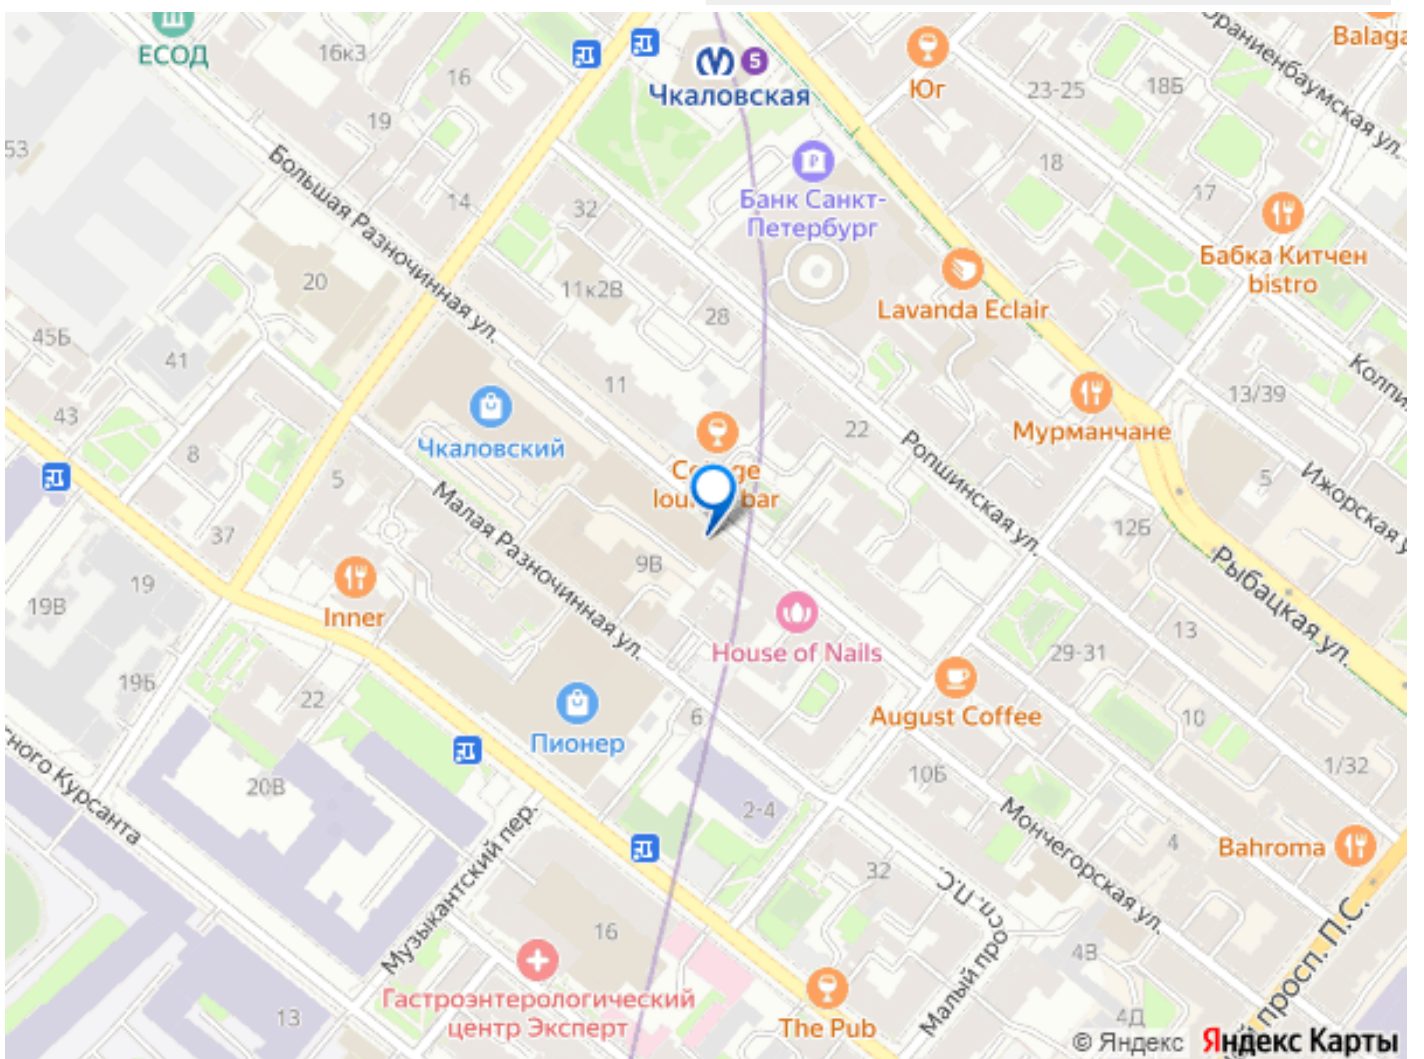 ЕСОД
16к3
16
19
53
14
32
Чкаловская
5
Юг
23-25
18Б
Ораниенбаумская ул.
Balaga
18
17
Банк Санкт-
Петербург
Большая Разночинная ул.
20
11к2В
28
Lavanda Eclair
Бабка Китчен
bistro
45Б
41
43
8
11
22
13/39
Мурманчане
Чкаловский
5
37
Малая Разночинная ул.
Ропшинская ул.
12Б
5
Ижорская у
19
19В
Inner
9В
House of Nails
Рыбацкая ул.
13
29-31
19Б
22
Пионер
6
August Coffee
10
10Б
1/32
20В
2-4
Мончегорская ул.
4
Bahroma
ного Курсанта
Музыкантский пер.
32
Малый просп. П.С.
4В
16
Гастроэнтерологический
центр Эксперт
13
The Pub
4Д
просп. П.С.
© Яндекс Яндекс Карты